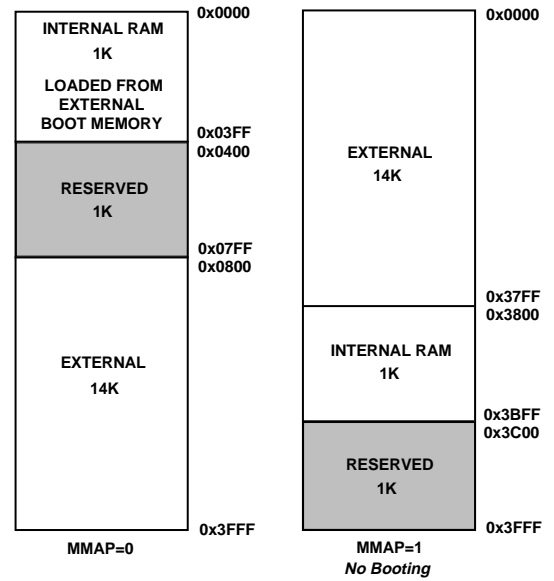 0x0000
INTERNAL RAM
1K
LOADED FROM
EXTERNAL
BOOT MEMORY
0x03FF
0x0400
RESERVED
1K
0x07FF
0x0800
EXTERNAL
14K
0x3FFF
MMAP=0
0x0000
EXTERNAL
14K
0x37FF
0x3800
INTERNAL RAM
1K
0x3BFF
0x3C00
RESERVED
1K
0x3FFF
MMAP=1
No Booting